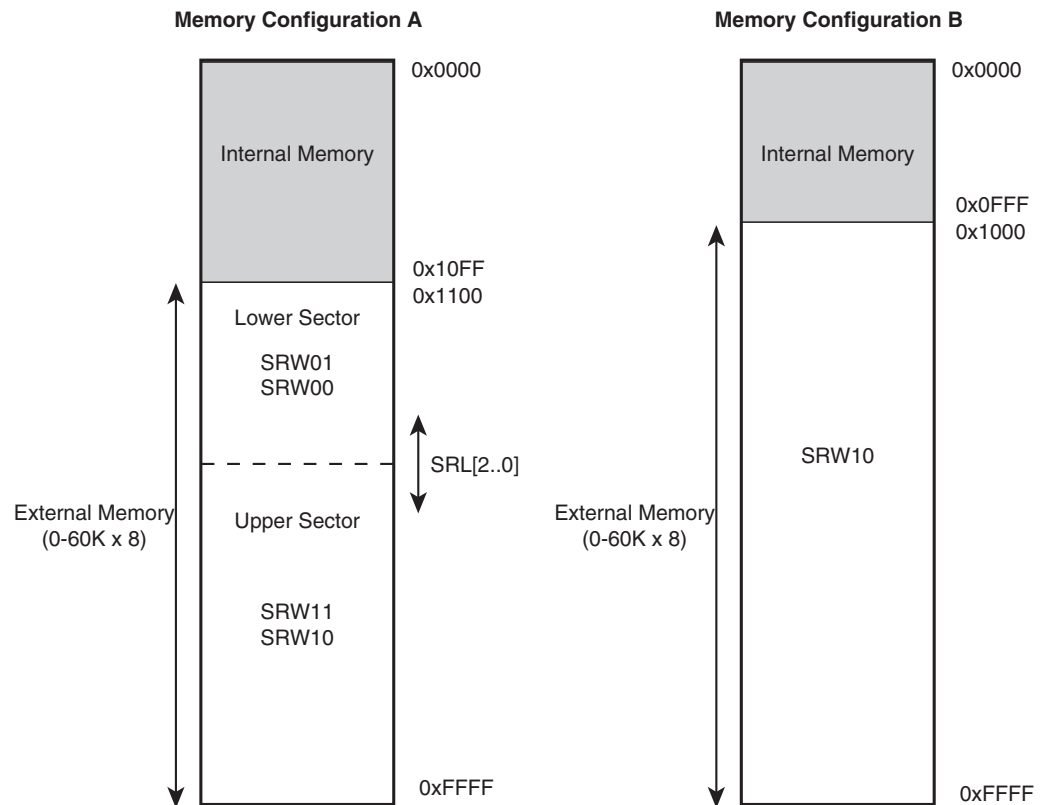 Memory Configuration A
0x0000
Internal Memory
0x10FF
0x1100
Lower Sector
SRW01
SRW00
SRL[2..0]
External Memory
(0-60K x 8)
Upper Sector
SRW11
SRW10
0xFFFF
Memory Configuration B
0x0000
Internal Memory
0x0FFF
0x1000
SRW10
External Memory
(0-60K x 8)
0xFFFF